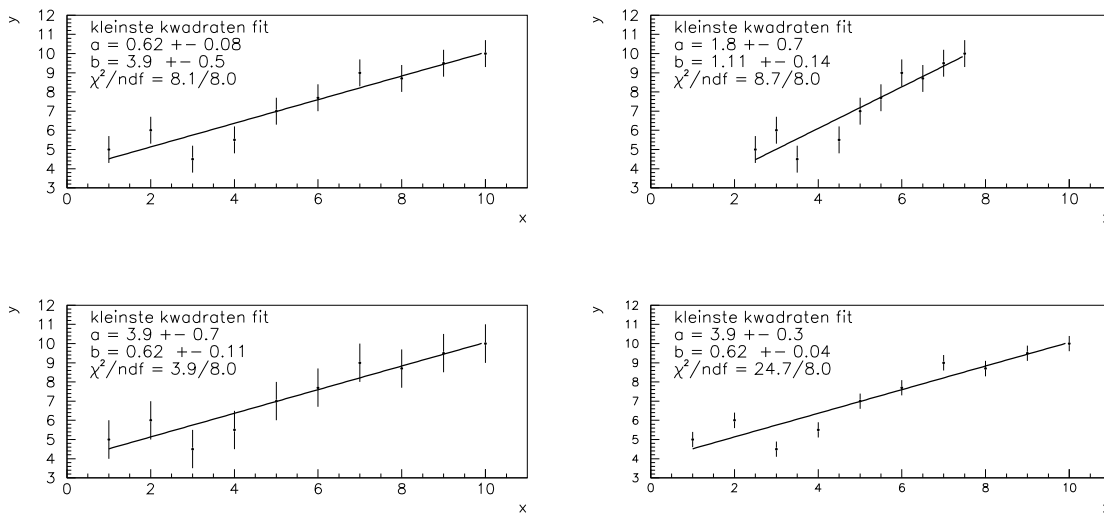 y
12
11
10
9
8
7
6
5
4
3
kleinste kwadraten fit
a = 0.62 +− 0.08
b = 3.9 +− 0.5
χ²/ndf = 8.1/8.0
0 2 4 6 8 10
x
y
12
11
10
9
8
7
6
5
4
3
kleinste kwadraten fit
a = 1.8 +− 0.7
b = 1.11 +− 0.14
χ²/ndf = 8.7/8.0
0 2 4 6 8 10
y
12
11
10
9
8
7
6
5
4
3
kleinste kwadraten fit
a = 3.9 +− 0.7
b = 0.62 +− 0.11
χ²/ndf = 3.9/8.0
0 2 4 6 8 10
x
y
12
11
10
9
8
7
6
5
4
3
kleinste kwadraten fit
a = 3.9 +− 0.3
b = 0.62 +− 0.04
χ²/ndf = 24.7/8.0
0 2 4 6 8 10